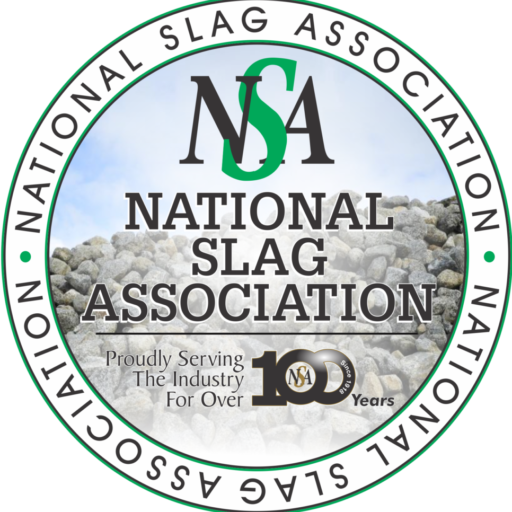 NATIONAL SLAG ASSOCIATION • NATIONAL SLAG ASSOCIATION •
NSA
NATIONAL
SLAG
ASSOCIATION
Proudly Serving
The Industry
For Over
100
NSA
Since 1918
Years